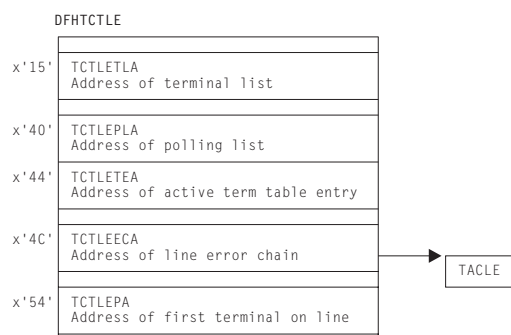 DFHTCTLE
x'15' TCTLETLA
Address of terminal list
x'40' TCTLEPLA
Address of polling list
x'44' TCTLETEA
Address of active term table entry
x'4C' TCTLEECA
Address of line error chain
TACLE
x'54' TCTLEPA
Address of first terminal on line